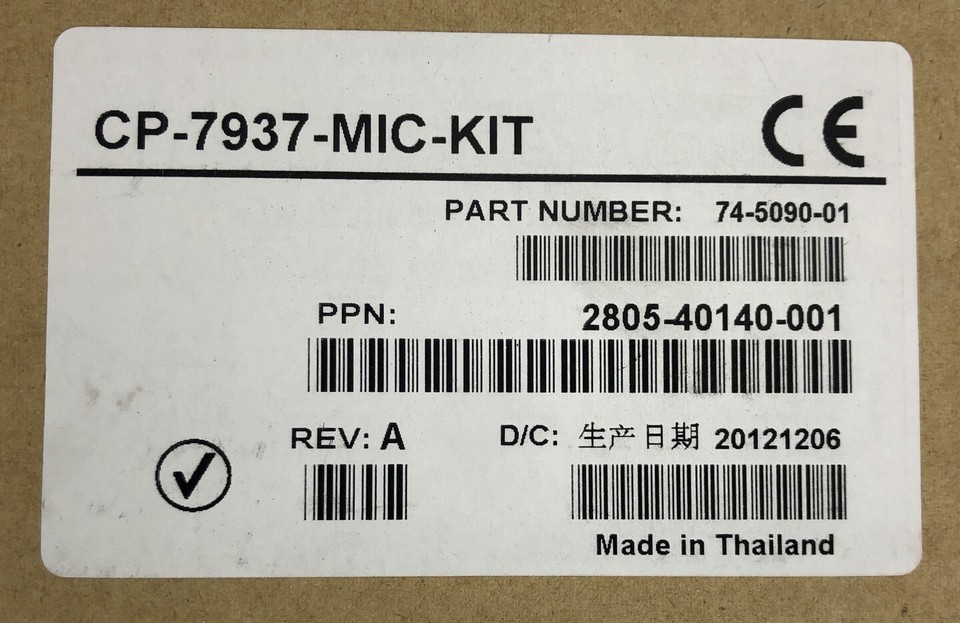 CP-7937-MIC-KIT CE
PART NUMBER: 74-5090-01
PPN: 2805-40140-001
REV: A D/C: 生产日期 20121206
Made in Thailand